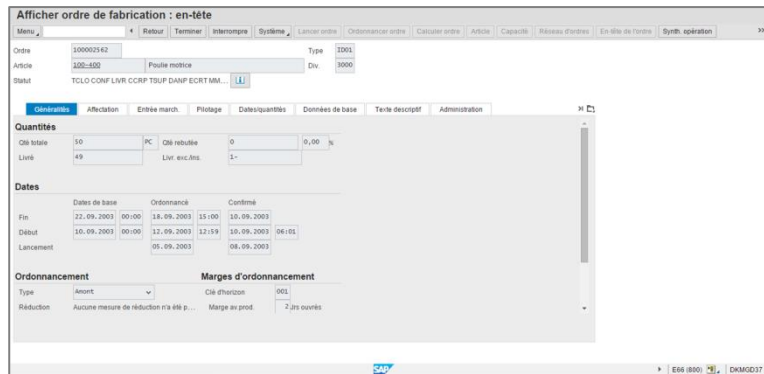 Afficher ordre de fabrication : en-tête
Menu Retour Terminer Interrompre Système Lancer ordre Ordonnancer ordre Calculer ordre Article Capacité Réseau d'ordres En-tête de l'ordre Synth. opération
Ordre 100002562 Type ID01
Article 100-400 Poulie motrice Div. 3000
Statut TCLO CONF LIVR CCRP TSUP DANP ECRT MM...
Généralités Affectation Entrée march. Pilotage Dates/quantités Données de base Texte descriptif Administration
Quantités
Qté totale 50 PC Qté rebutée 0 0,00 %
Livré 49 Livr. exc./ins. 1-
Dates
Dates de base Ordonnancé Confirmé
Fin 22.09.2003 00:00 18.09.2003 15:00 10.09.2003
Début 10.09.2003 00:00 12.09.2003 12:59 10.09.2003 06:01
Lancement 05.09.2003 08.09.2003
Ordonnancement Marges d'ordonnancement
Type Amont Clé d'horizon 001
Réduction Aucune mesure de réduction n'a été p... Marge av.prod. 2 Jrs ouvrés
SAP E66 (800) DKMGD37